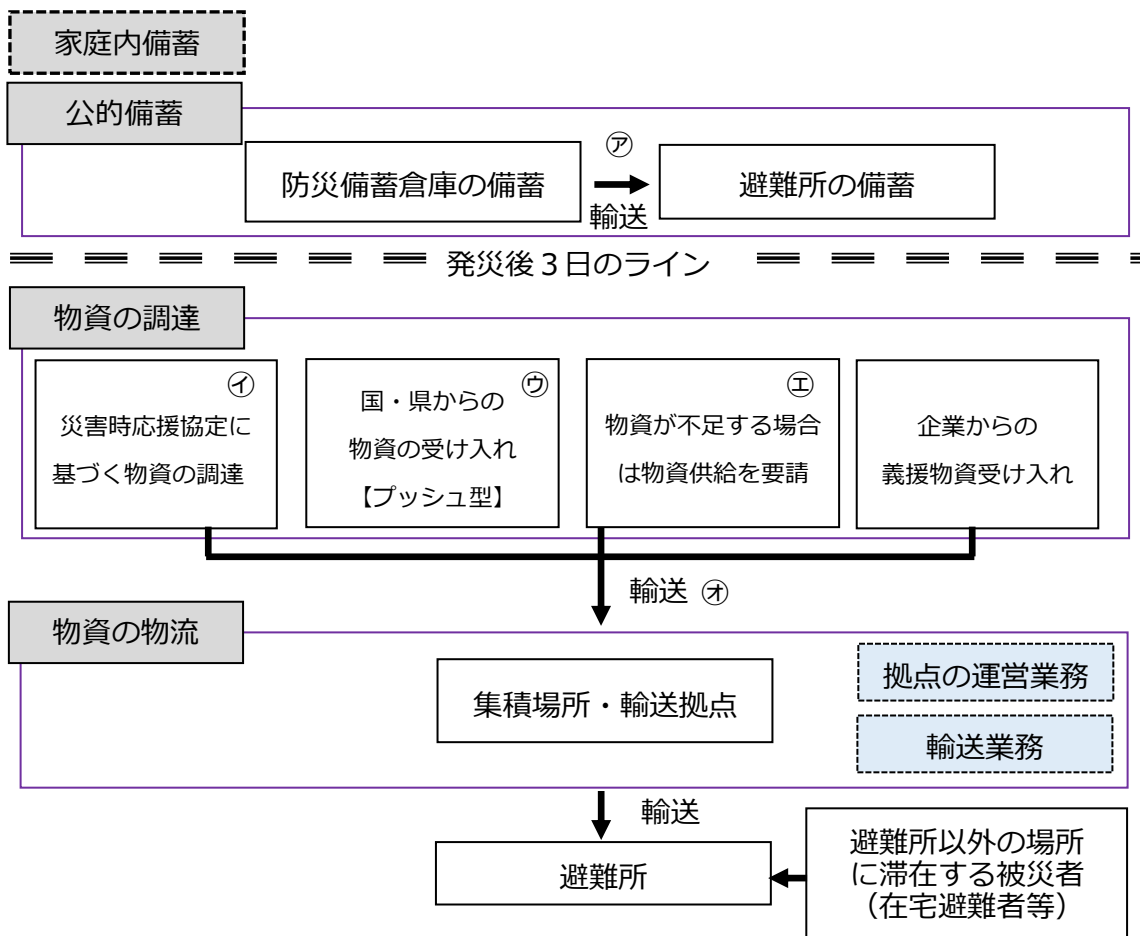 家庭内備蓄
公的備蓄
防災備蓄倉庫の備蓄
㋐
輸送
避難所の備蓄
発災後3日のライン
物資の調達
㋑
災害時応援協定に
基づく物資の調達
㋒
国・県からの
物資の受け入れ
【プッシュ型】
㋓
物資が不足する場合
は物資供給を要請
企業からの
義援物資受け入れ
輸送 ㋔
物資の物流
集積場所・輸送拠点
拠点の運営業務
輸送業務
輸送
避難所
避難所以外の場所
に滞在する被災者
(在宅避難者等)